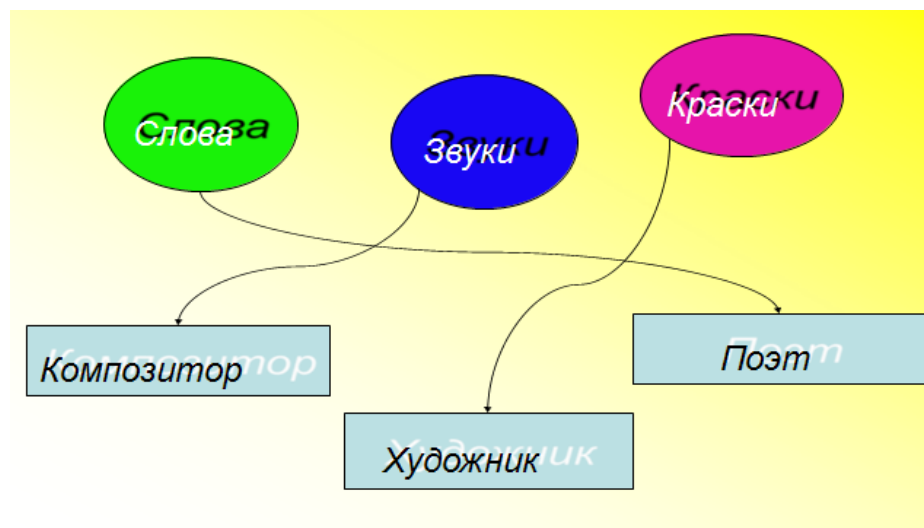 Слова
Звуки
Краски
Композитор
Поэт
Художник